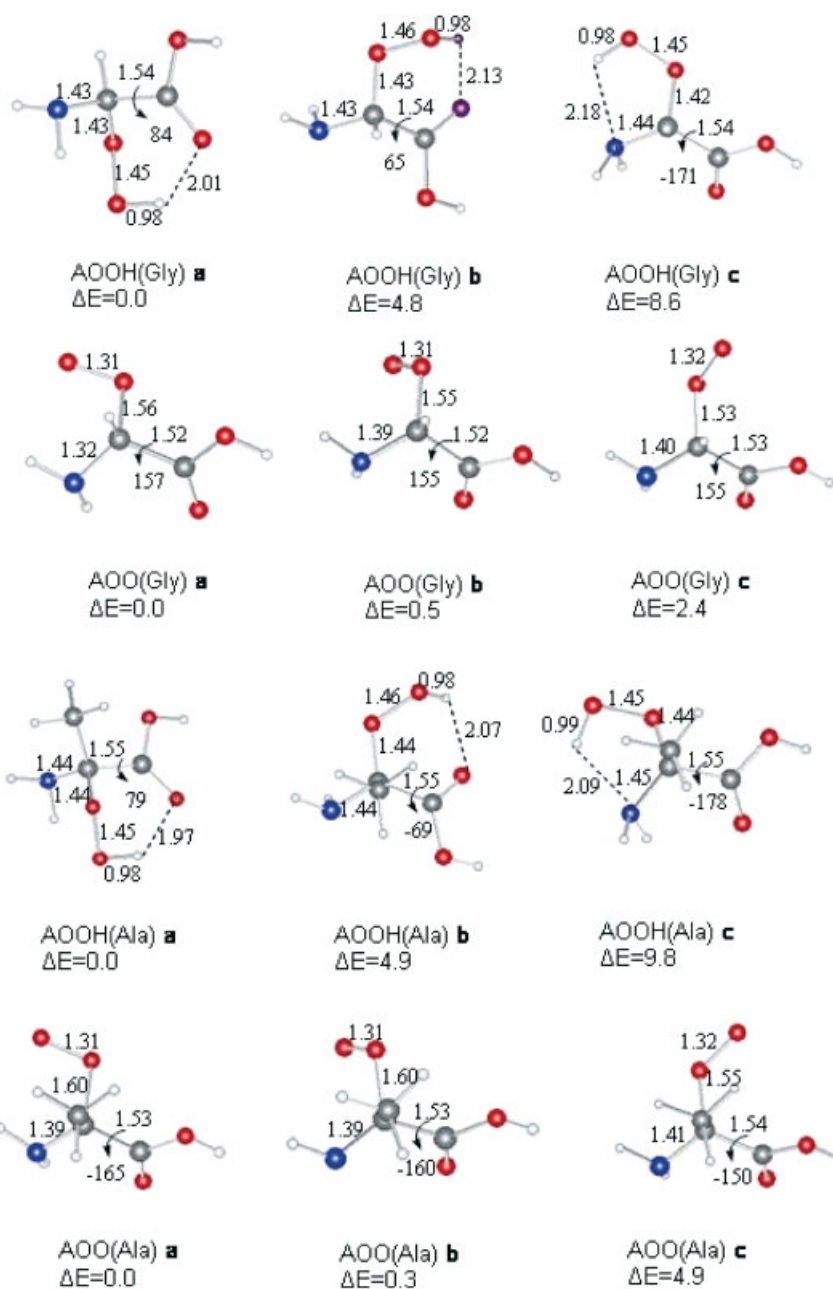 1.46 0.98
1.54
1.43
1.43
84
1.45
2.01
0.98
1.43
2.13
1.43
1.54
65
0.98
1.45
1.42
2.18
1.44
1.54
-171
AOOH(Gly) a
ΔE=0.0
AOOH(Gly) b
ΔE=4.8
AOOH(Gly) c
ΔE=8.6
1.31
1.56
1.52
1.32
157
1.31
1.55
1.52
1.39
155
1.32
1.53
1.53
1.40
155
AOO(Gly) a
ΔE=0.0
AOO(Gly) b
ΔE=0.5
AOO(Gly) c
ΔE=2.4
1.44
1.55
1.44
79
1.45
1.97
0.98
0.98
1.46
2.07
1.44
1.55
1.44
-69
1.45
1.44
0.99
1.55
2.09
1.45
-178
AOOH(Ala) a
ΔE=0.0
AOOH(Ala) b
ΔE=4.9
AOOH(Ala) c
ΔE=9.8
1.31
1.60
1.53
1.39
-165
1.31
1.60
1.53
1.39
-160
1.32
1.55
1.54
1.41
-150
AOO(Ala) a
ΔE=0.0
AOO(Ala) b
ΔE=0.3
AOO(Ala) c
ΔE=4.9